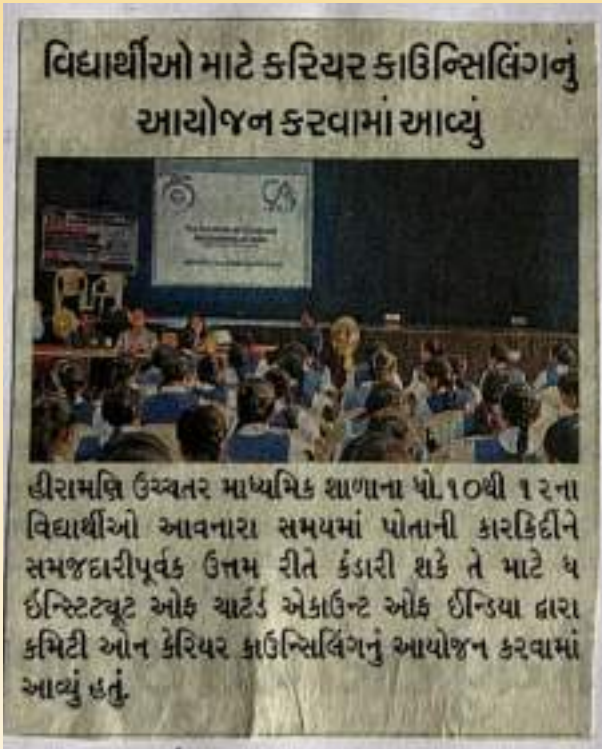 વિદ્યાર્થીઓ માટે કરિયર કાઉન્સિલિંગનું
આયોજન કરવામાં આવ્યું
CA
હીરામણિ ઉચ્ચતર માધ્યમિક શાળાના ધો.૧૦થી ૧૨ના
વિદ્યાર્થીઓ આવનારા સમયમાં પોતાની કારકિર્દીને
સમજદારીપૂર્વક ઉત્તમ રીતે કંડારી શકે તે માટે ધ
ઇન્સ્ટિટ્યૂટ ઓફ ચાર્ટર્ડ એકાઉન્ટ ઓફ ઈન્ડિયા દ્વારા
કમિટી ઓન કેરિયર કાઉન્સિલિંગનું આયોજન કરવામાં
આવ્યું હતું.